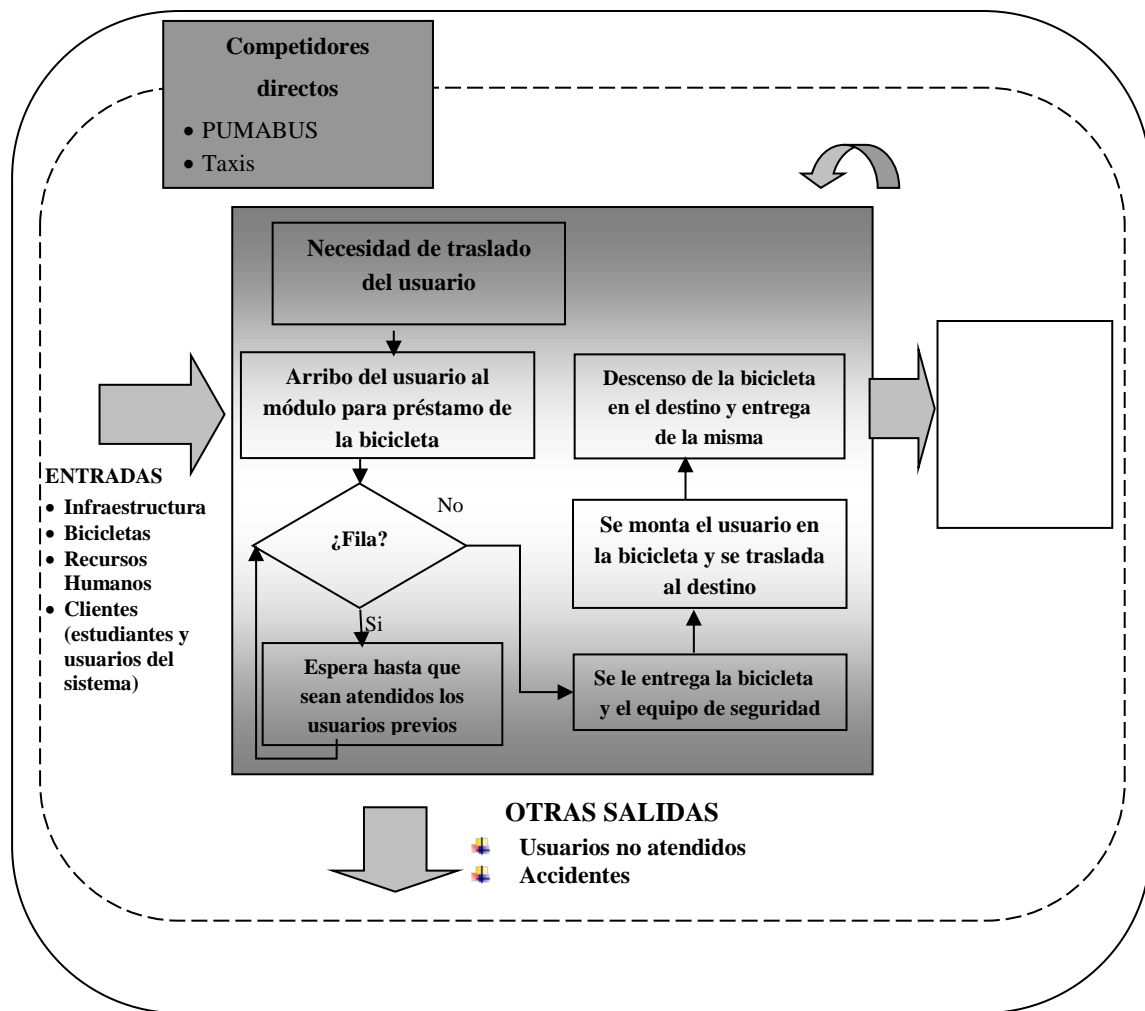 Competidores
directos
• PUMABUS
• Taxis
Necesidad de traslado
del usuario
Arribo del usuario al
módulo para préstamo de
la bicicleta
¿Fila?
No
Si
Espera hasta que
sean atendidos los
usuarios previos
Se le entrega la bicicleta
y el equipo de seguridad
Se monta el usuario en
la bicicleta y se traslada
al destino
Descenso de la bicicleta
en el destino y entrega
de la misma
ENTRADAS
• Infraestructura
• Bicicletas
• Recursos
Humanos
• Clientes
(estudiantes y
usuarios del
sistema)
OTRAS SALIDAS
Usuarios no atendidos
Accidentes